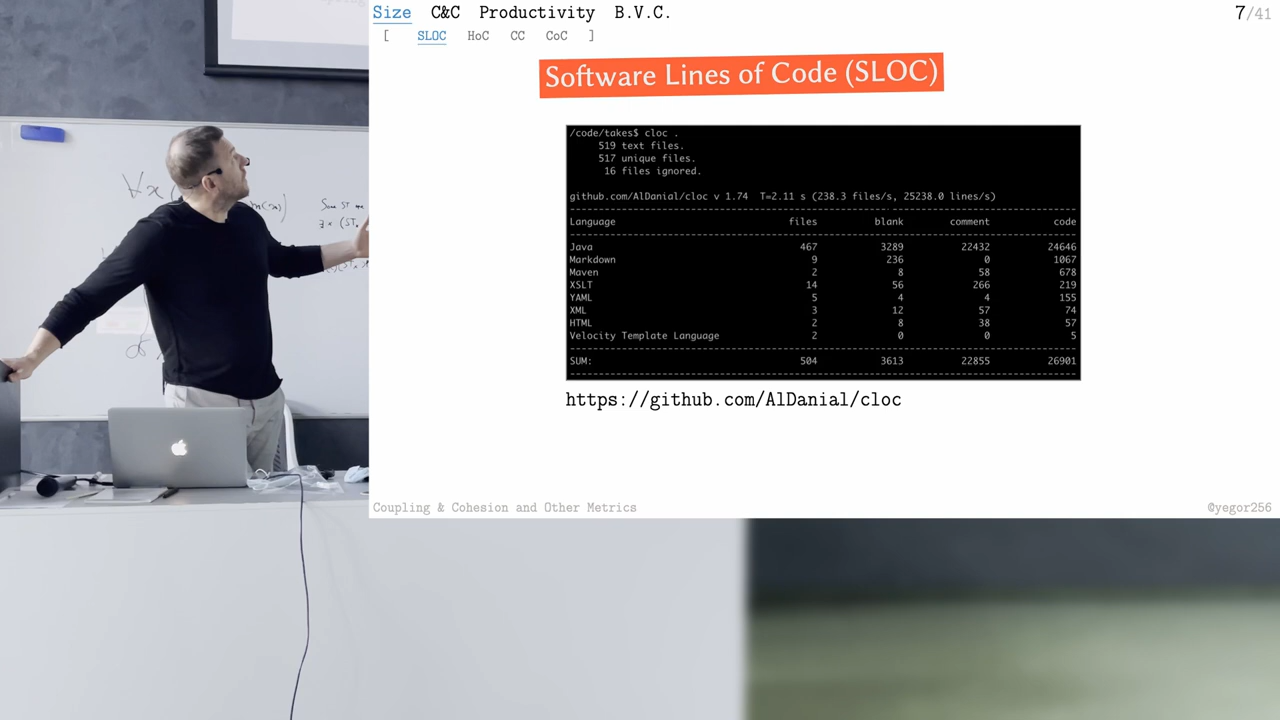 Size C&C Productivity B.V.C. 7/41
[ SLOC HoC CC CoC ]
Software Lines of Code (SLOC)
/code/takes$ cloc .
519 text files.
517 unique files.
16 files ignored.
github.com/AlDanial/cloc v 1.74 T=2.11 s (238.3 files/s, 25238.0 lines/s)
Language files blank comment code
Java 467 3289 22432 24646
Markdown 9 236 0 1067
Maven 2 8 58 678
XSLT 14 56 266 219
YAML 5 4 4 155
XML 3 12 57 74
HTML 2 8 38 57
Velocity Template Language 2 0 0 5
SUM: 504 3613 22855 26901
https://github.com/AlDanial/cloc
Coupling & Cohesion and Other Metrics @yegor256
∀x